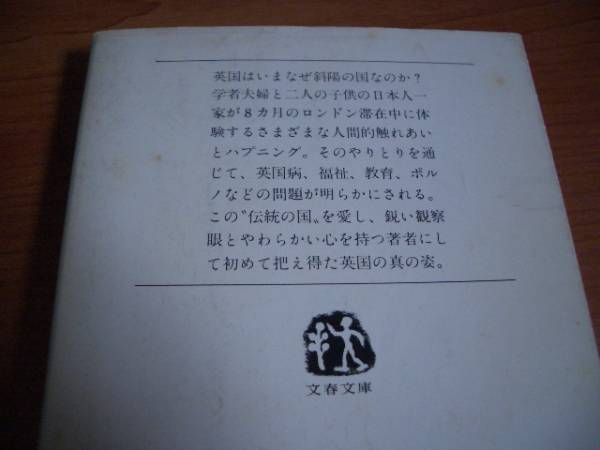 英国はいまなぜ斜陽の国なのか？
学者夫婦と二人の子供の日本人一
家が８カ月のロンドン滞在中に体
験するさまざまな人間的触れあい
とハプニング。そのやりとりを通
じて、英国病、福祉、教育、ポル
ノなどの問題が明らかにされる。
この〝伝統の国〟を愛し、鋭い観察
眼とやわらかい心を持つ著者にし
て初めて把え得た英国の真の姿。
文春文庫